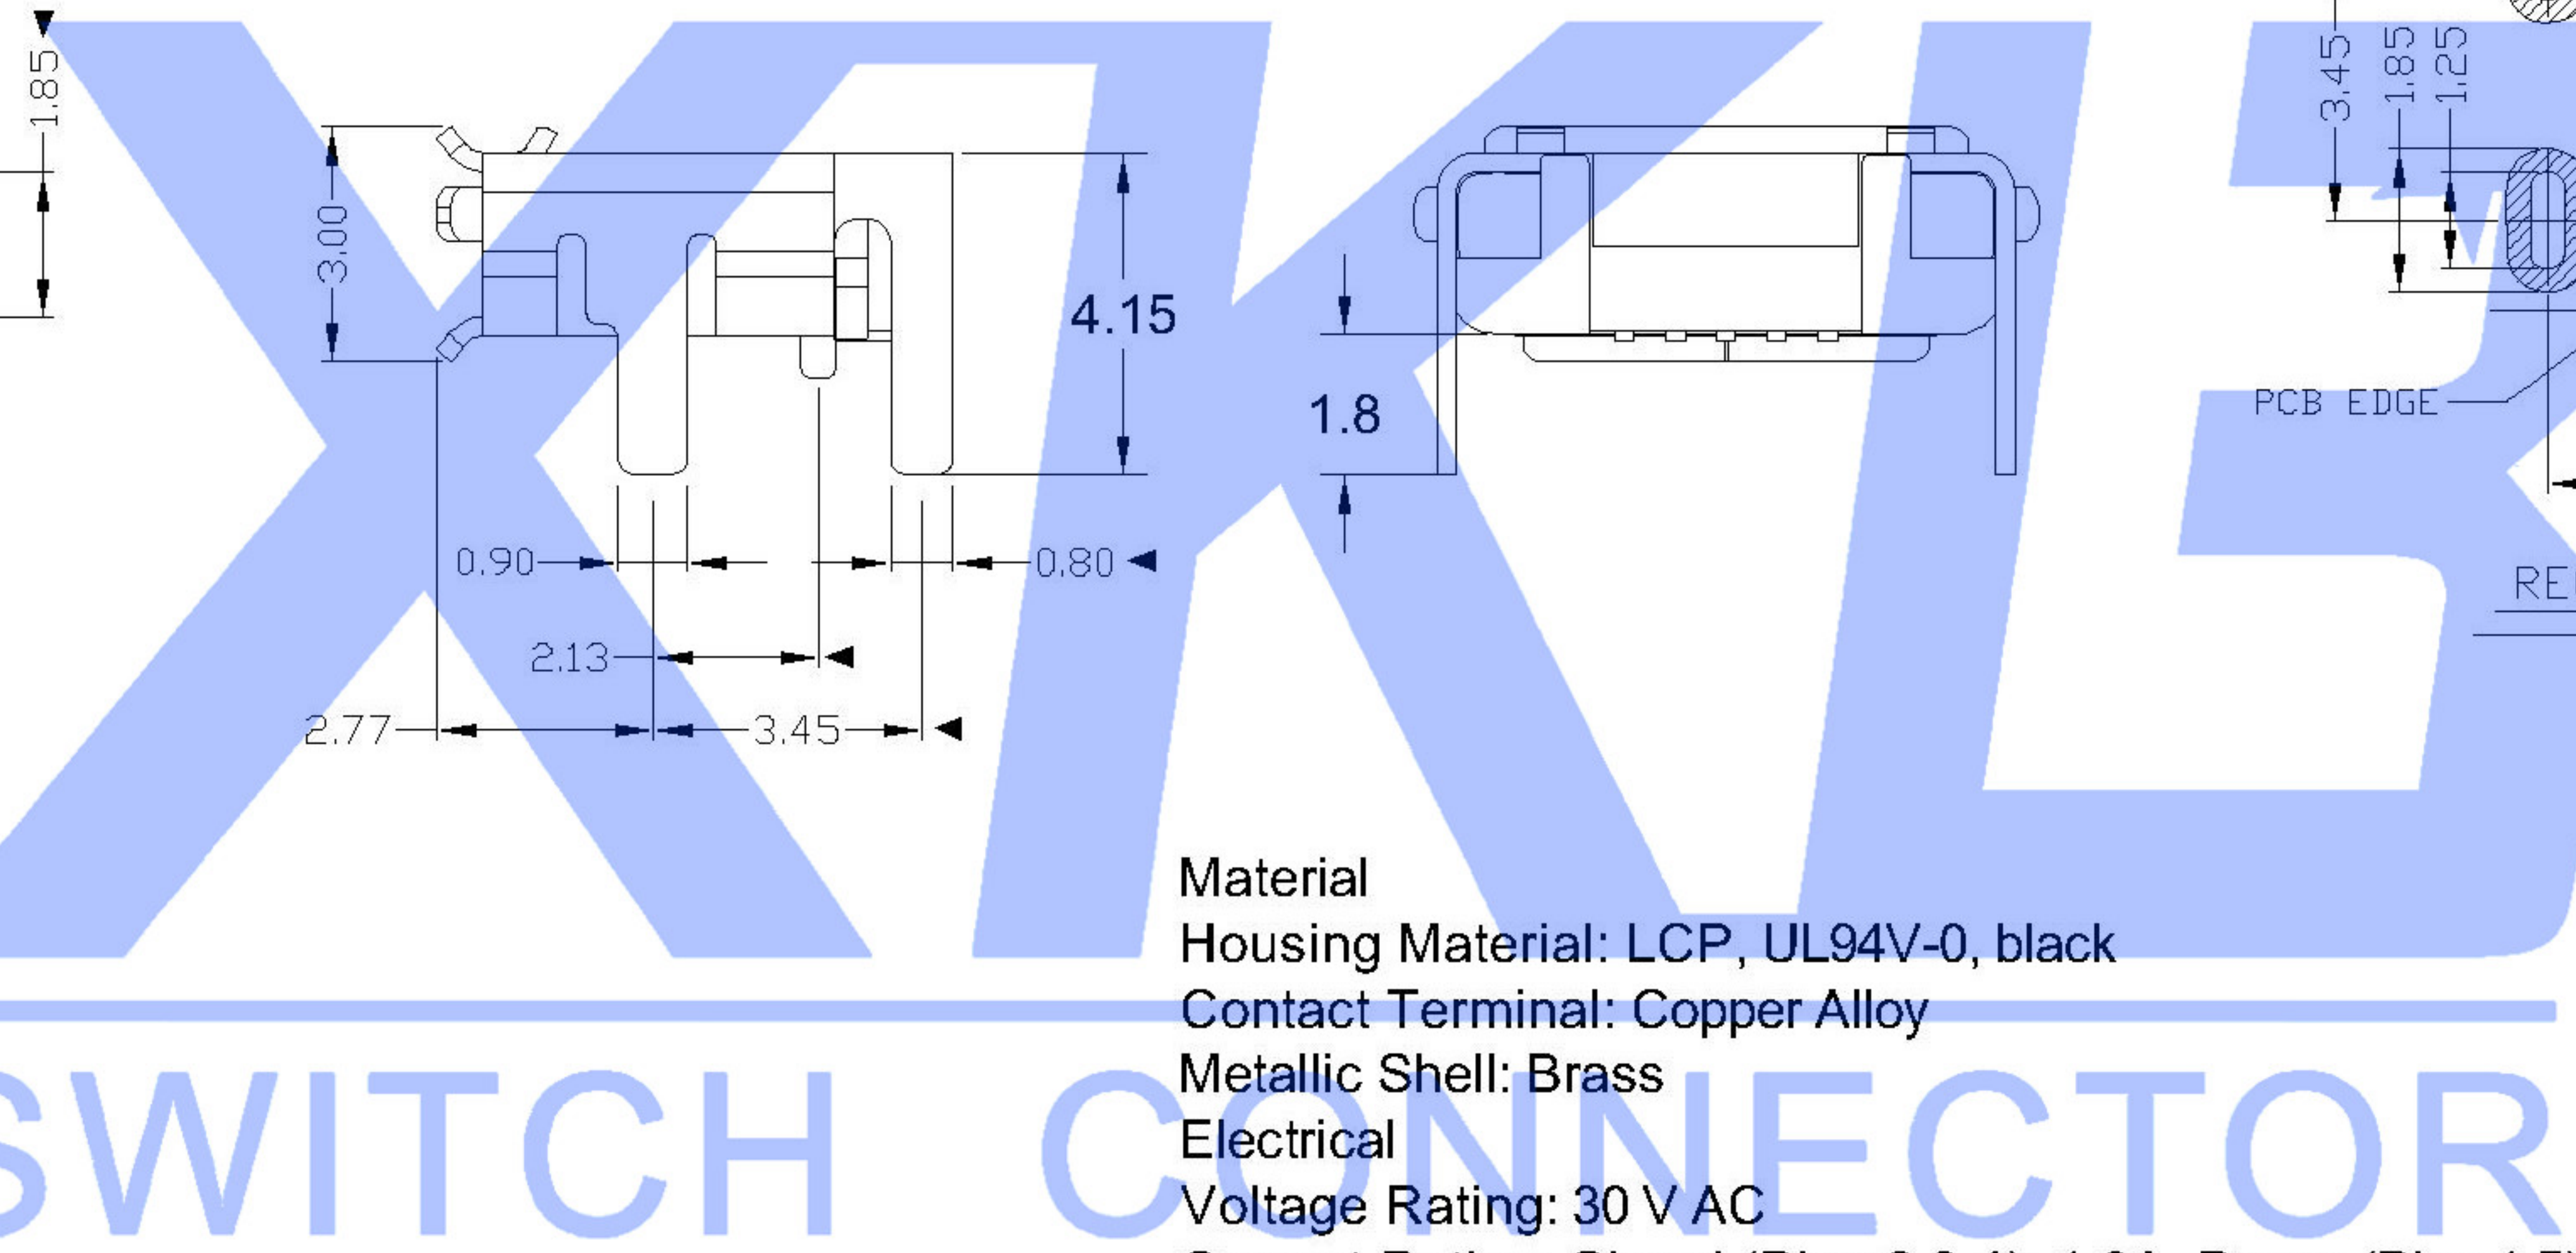 1.85
3.00
4.15
0.90
0.80
2.13
2.77
3.45
1.8
3.45
1.85
1.25
PCB EDGE
XKB
SWITCH CONNECTOR
Material
Housing Material: LCP, UL94V-0, black
Contact Terminal: Copper Alloy
Metallic Shell: Brass
Electrical
Voltage Rating: 30 V AC